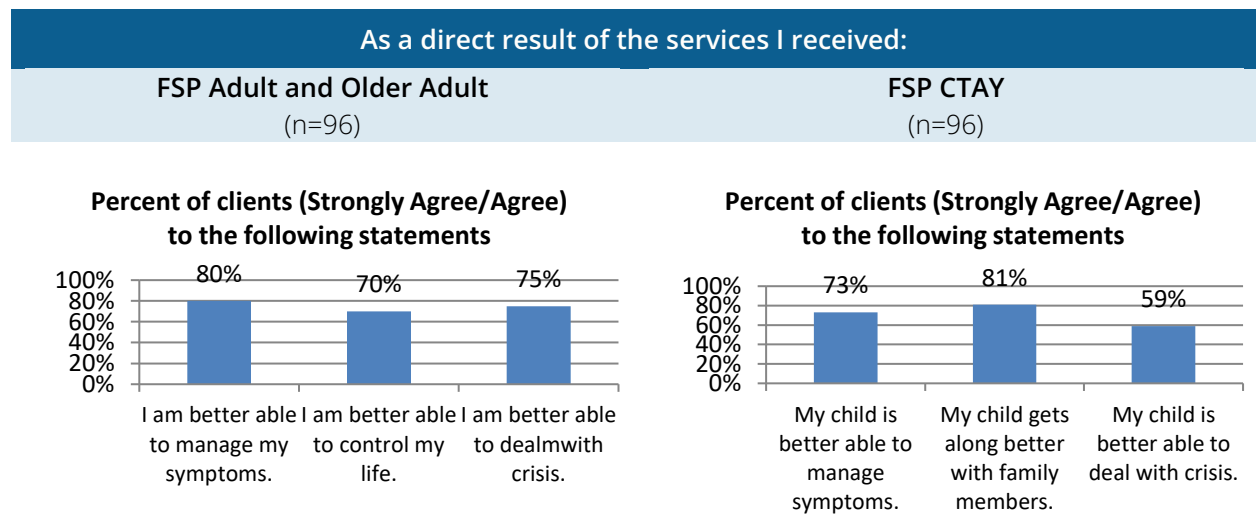 As a direct result of the services I received:
FSP Adult and Older Adult
(n=96)
FSP CTAY
(n=96)
Percent of clients (Strongly Agree/Agree)
to the following statements
100%
80%
60%
40%
20%
0%
80%
70%
75%
I am better able
to manage my
symptoms.
I am better able
to control my
life.
I am better able
to dealmwith
crisis.
Percent of clients (Strongly Agree/Agree)
to the following statements
100%
80%
60%
40%
20%
0%
73%
81%
59%
My child is
better able to
manage
symptoms.
My child gets
along better
with family
members.
My child is
better able to
deal with crisis.